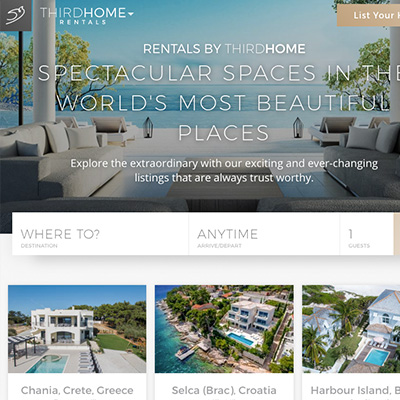 THIRDHOME
RENTALS
List Your
RENTALS BY THIRDHOME
SPECTACULAR SPACES IN THE
WORLD'S MOST BEAUTIFUL
PLACES
Explore the extraordinary with our exciting and ever-changing
listings that are always trust worthy.
WHERE TO?
DESTINATION
ANYTIME
ARRIVE/DEPART
1
GUESTS
Chania, Crete, Greece
Selca (Brac), Croatia
Harbour Island,